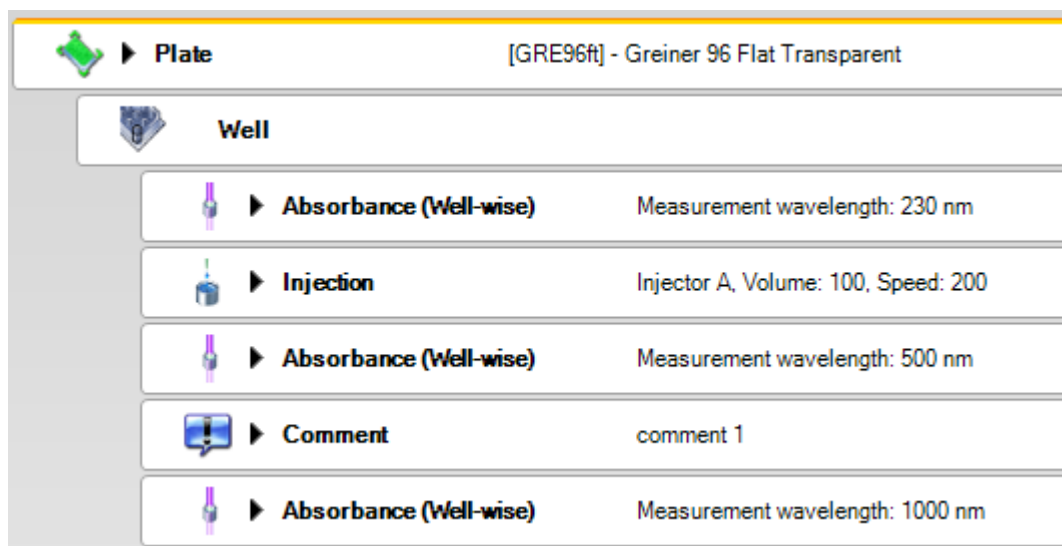 Plate [GRE96ft] - Greiner 96 Flat Transparent
Well
Absorbance (Well-wise) Measurement wavelength: 230 nm
Injection Injector A, Volume: 100, Speed: 200
Absorbance (Well-wise) Measurement wavelength: 500 nm
Comment comment 1
Absorbance (Well-wise) Measurement wavelength: 1000 nm